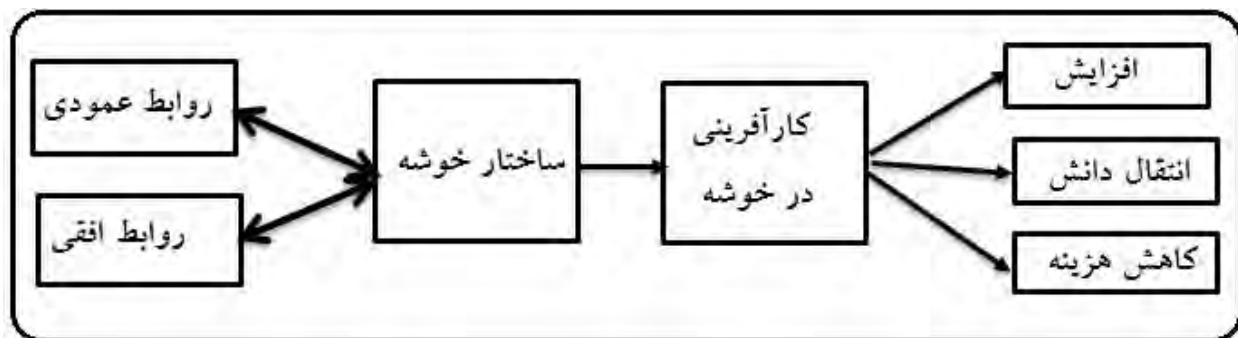 روابط عمودی
روابط افقی
ساختار خوشه
کارآفرینی
در خوشه
افزایش
انتقال دانش
کاهش هزینه